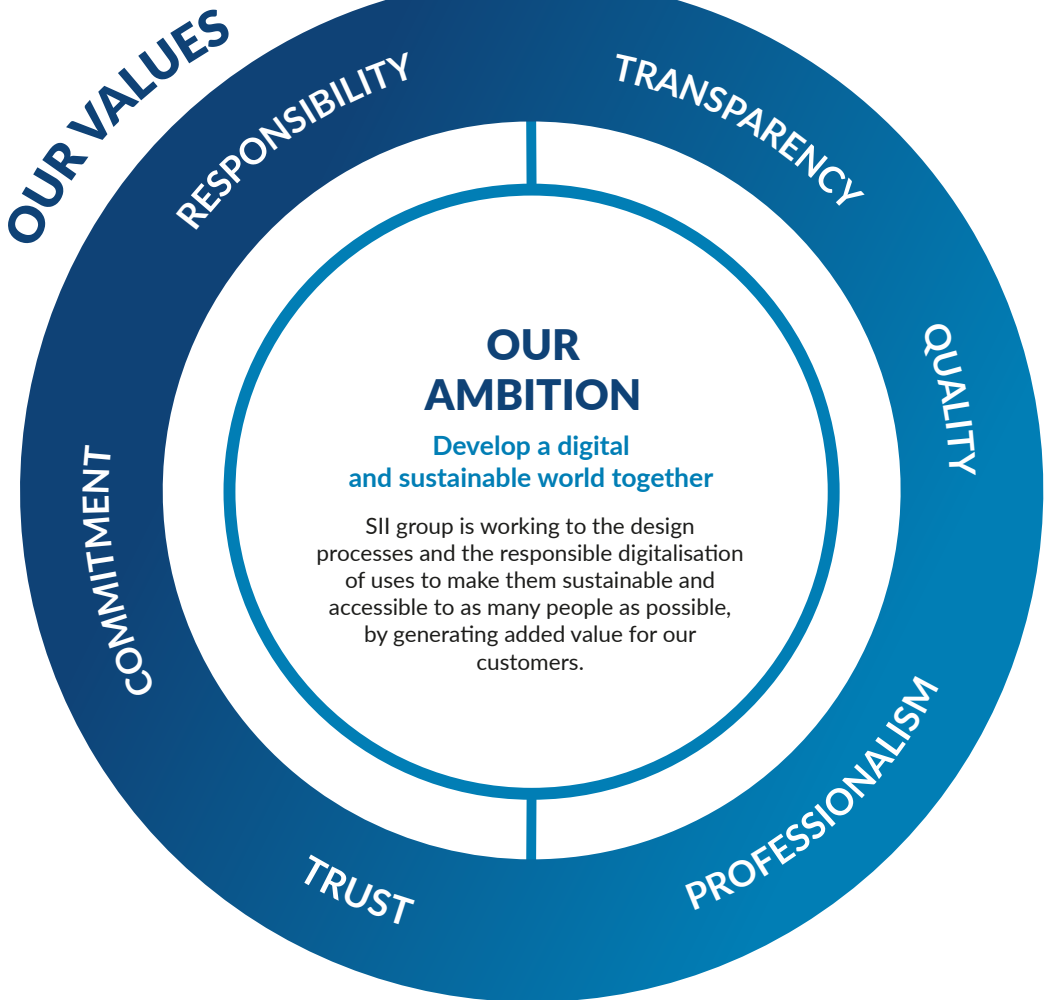 OUR VALUES
RESPONSIBILITY
TRANSPARENCY
QUALITY
PROFESSIONALISM
TRUST
COMMITMENT
OUR
AMBITION
Develop a digital
and sustainable world together
SII group is working to the design
processes and the responsible digitalisation
of uses to make them sustainable and
accessible to as many people as possible,
by generating added value for our
customers.